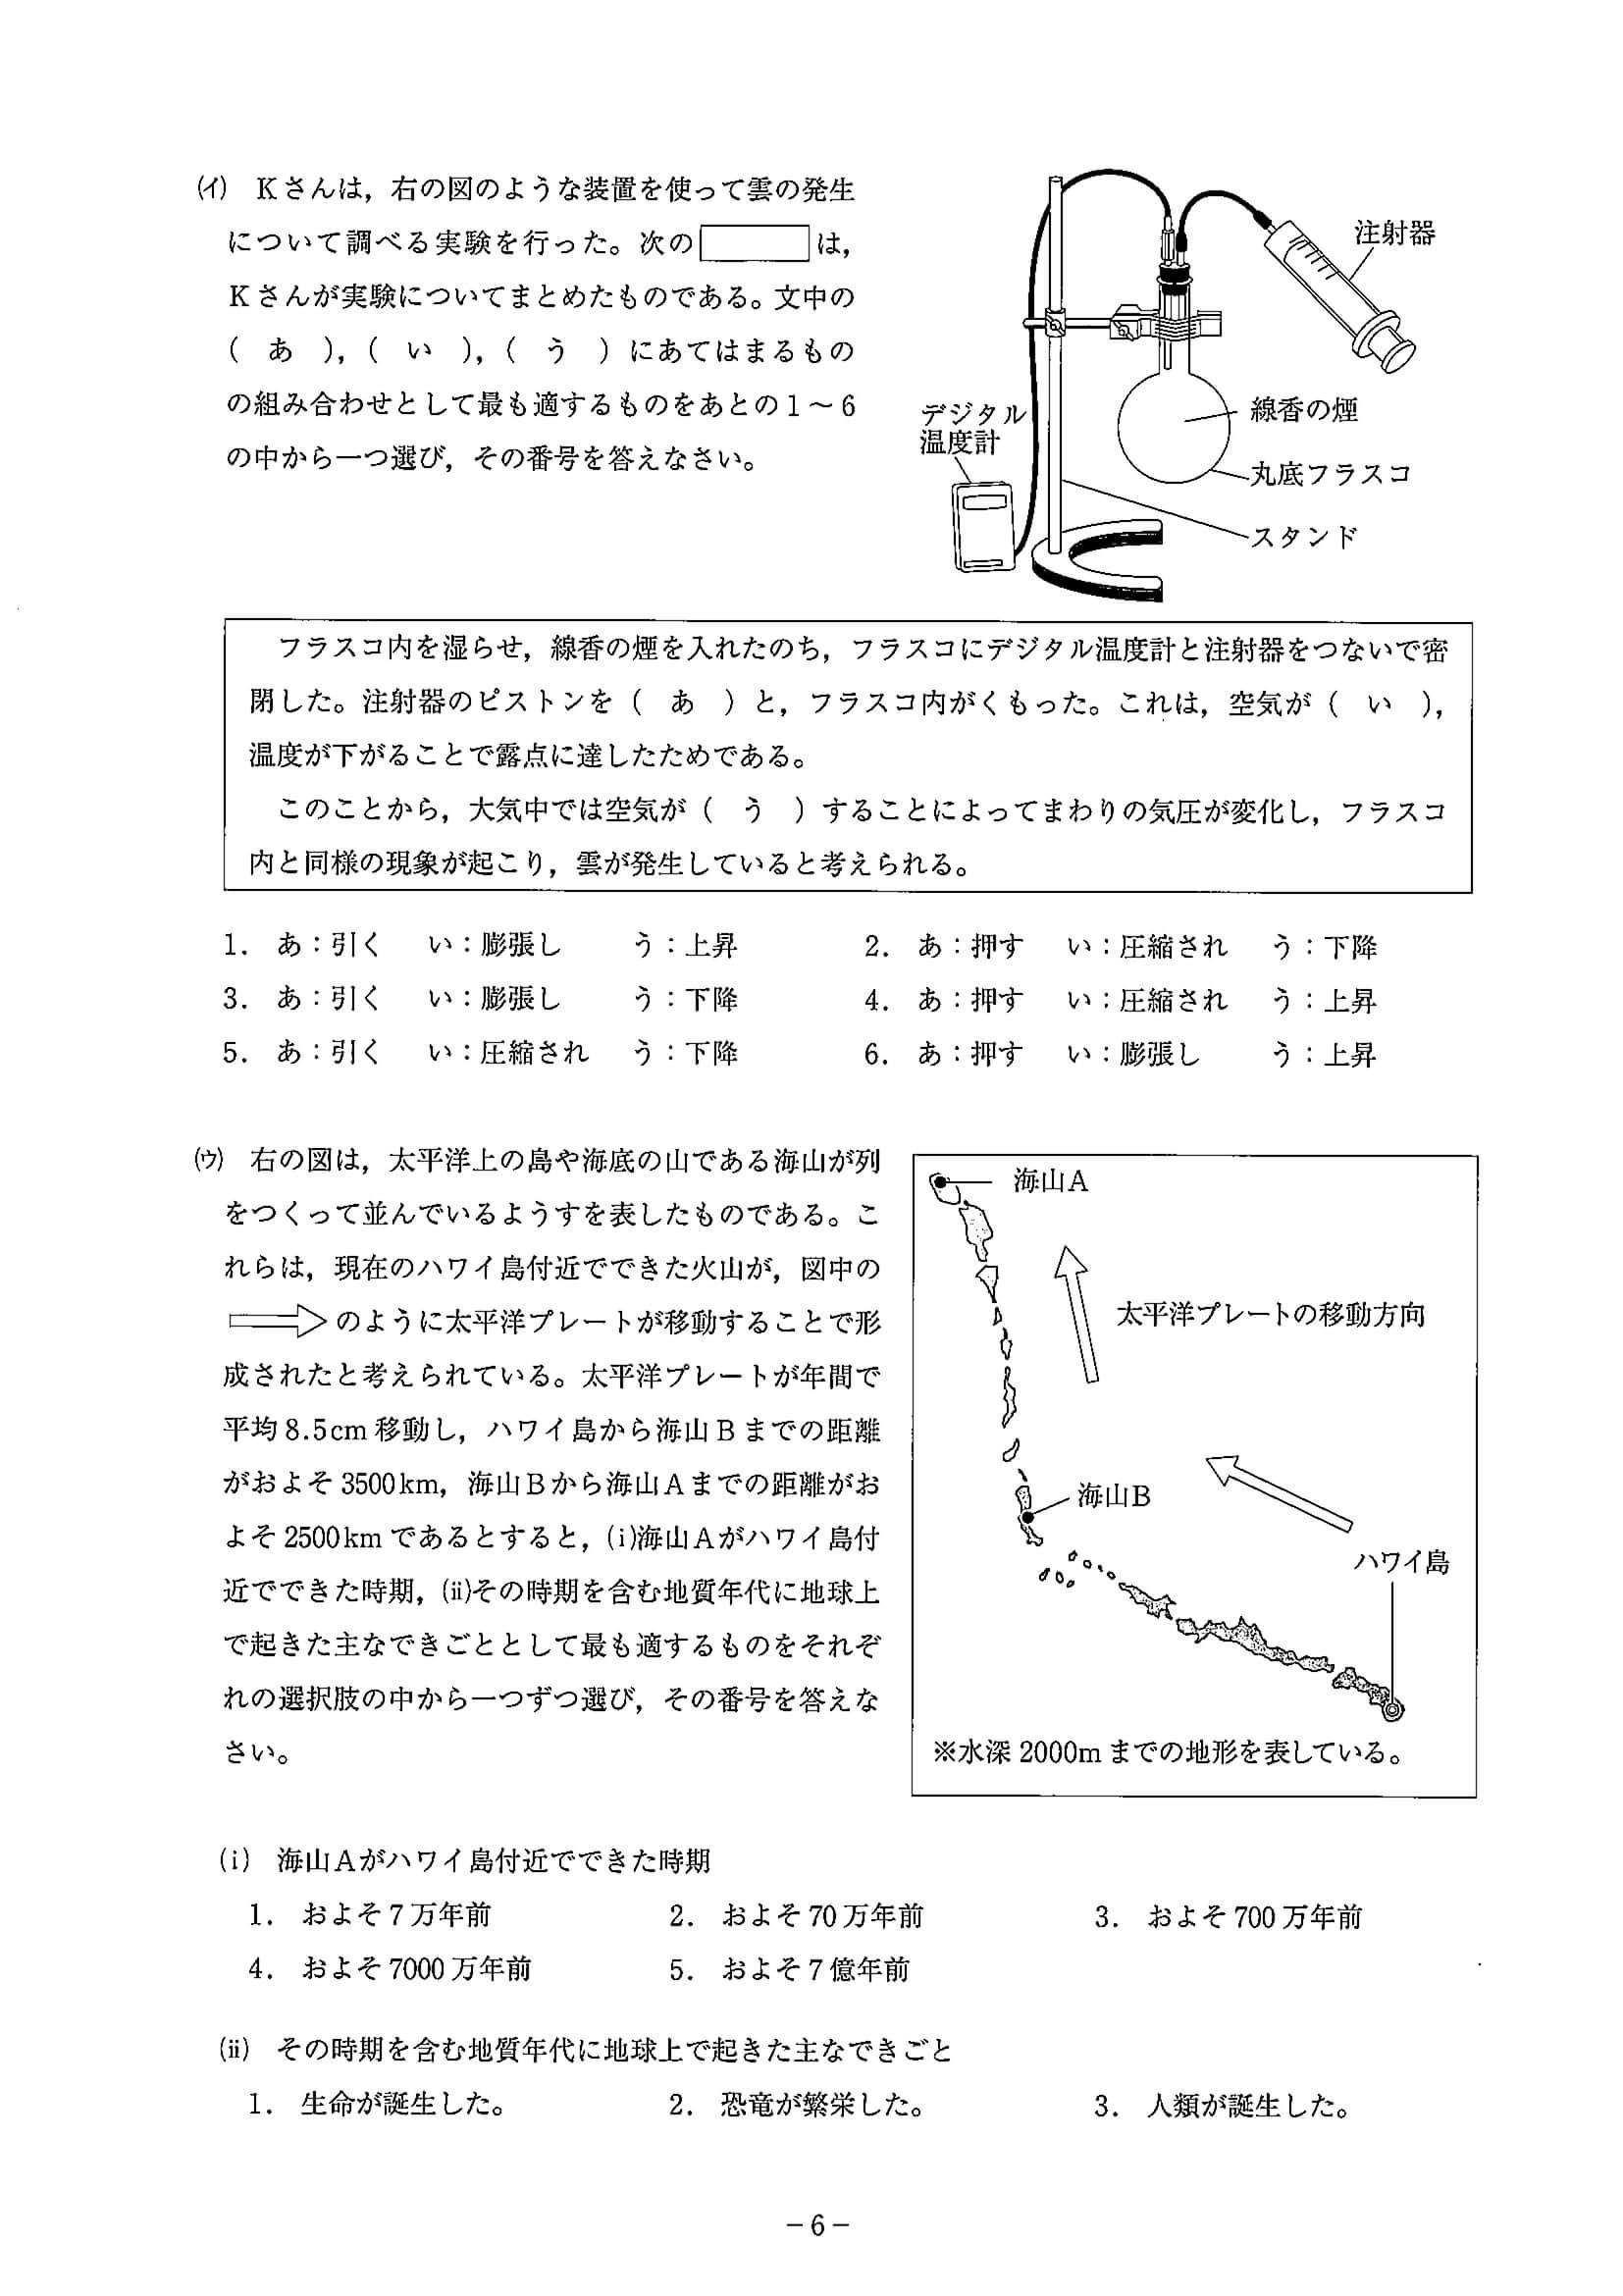 (イ)　Kさんは，右の図のような装置を使って雲の発生
について調べる実験を行った。次の　　　は，
Kさんが実験についてまとめたものである。文中の
（　あ　），（　い　），（　う　）にあてはまるもの
の組み合わせとして最も適するものをあとの1～6
の中から一つ選び，その番号を答えなさい。
注射器
デジタル
温度計
線香の煙
丸底フラスコ
スタンド
フラスコ内を湿らせ，線香の煙を入れたのち，フラスコにデジタル温度計と注射器をつないで密
閉した。注射器のピストンを（　あ　）と，フラスコ内がくもった。これは，空気が（　い　），
温度が下がることで露点に達したためである。
このことから，大気中では空気が（　う　）することによってまわりの気圧が変化し，フラスコ
内と同様の現象が起こり，雲が発生していると考えられる。
1．あ：引く　い：膨張し　う：上昇　2．あ：押す　い：圧縮され　う：下降
3．あ：引く　い：膨張し　う：下降　4．あ：押す　い：圧縮され　う：上昇
5．あ：引く　い：圧縮され　う：下降　6．あ：押す　い：膨張し　う：上昇
(ウ)　右の図は，太平洋上の島や海底の山である海山が列
をつくって並んでいるようすを表したものである。こ
れらは，現在のハワイ島付近でできた火山が，図中の
⇨のように太平洋プレートが移動することで形
成されたと考えられている。太平洋プレートが年間で
平均8.5cm移動し，ハワイ島から海山Bまでの距離
がおよそ3500km，海山Bから海山Aまでの距離がお
よそ2500kmであるとすると，(i)海山Aがハワイ島付
近でできた時期，(ii)その時期を含む地質年代に地球上
で起きた主なできごととして最も適するものをそれぞ
れの選択肢の中から一つずつ選び，その番号を答えな
さい。
海山A
太平洋プレートの移動方向
海山B
ハワイ島
※水深2000mまでの地形を表している。
(i)　海山Aがハワイ島付近でできた時期
1．およそ7万年前　2．およそ70万年前　3．およそ700万年前
4．およそ7000万年前　5．およそ7億年前
(ii)　その時期を含む地質年代に地球上で起きた主なできごと
1．生命が誕生した。　2．恐竜が繁栄した。　3．人類が誕生した。
－6－